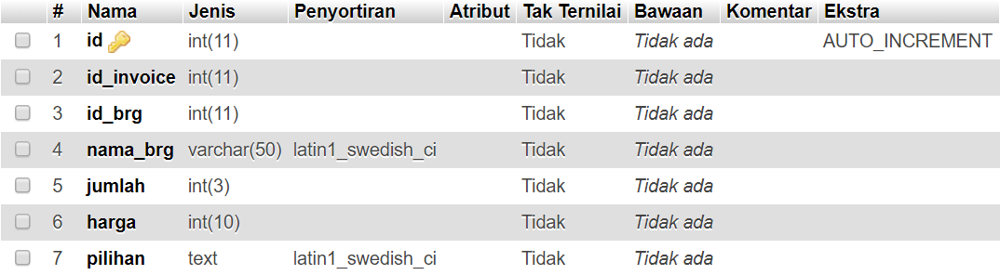 # Nama Jenis Penyortiran Atribut Tak Ternilai Bawaan Komentar Ekstra
1 id int(11) Tidak Tidak ada AUTO_INCREMENT
2 id_invoice int(11) Tidak Tidak ada
3 id_brg int(11) Tidak Tidak ada
4 nama_brg varchar(50) latin1_swedish_ci Tidak Tidak ada
5 jumlah int(3) Tidak Tidak ada
6 harga int(10) Tidak Tidak ada
7 pilihan text latin1_swedish_ci Tidak Tidak ada